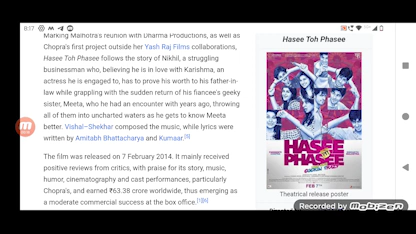 8:17
Making Malhotra's reunion with Dharma Productions, as well as
Chopra's first project outside her Yash Raj Films collaborations,
Hasee Toh Phasee follows the story of Nikhil, a struggling
businessman who, believing he is in love with Karishma, an
actress he is engaged to, has to prove his worth to his father-in-
law while grappling with the sudden return of his fiancee's geeky
sister, Meeta, who he had an encounter with years ago, throwing
all of them into uncharted waters as he gets to know Meeta
better. Vishal–Shekhar composed the music, while lyrics were
written by Amitabh Bhattacharya and Kumaar.[5]
The film was released on 7 February 2014. It mainly received
positive reviews from critics, with praise for its story, music,
humor, cinematography and cast performances, particularly
Chopra's, and earned ₹63.38 crore worldwide, thus emerging as
a moderate commercial success at the box office.[1][6]
Hasee Toh Phasee
HASEE
PHASEE
FEB 7
Theatrical release poster
Recorded by mobizen